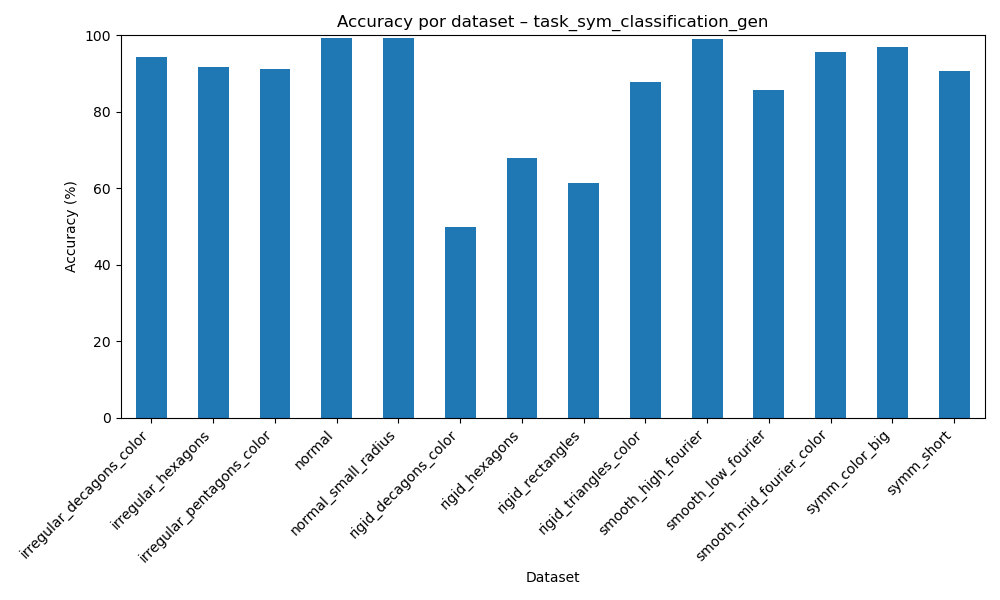 Accuracy por dataset – task_sym_classification_gen
Accuracy (%)
100
80
60
40
20
0
irregular_decagons_color
irregular_hexagons
irregular_pentagons_color
normal
normal_small_radius
rigid_decagons_color
rigid_hexagons
rigid_rectangles
rigid_triangles_color
smooth_high_fourier
smooth_low_fourier
smooth_mid_fourier_color
symm_color_big
symm_short
Dataset